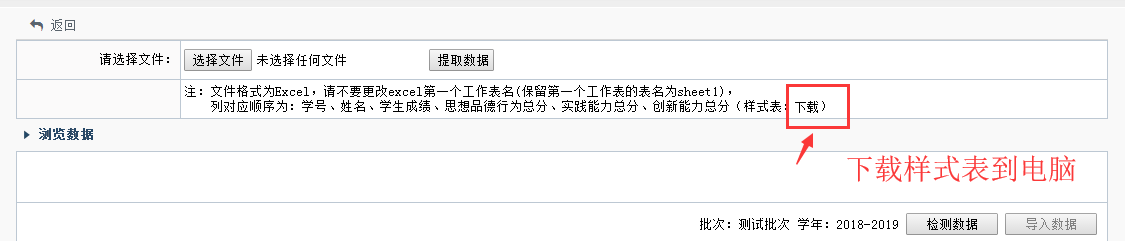 返回
请选择文件： 选择文件 未选择任何文件 提取数据
注：文件格式为Excel，请不要更改excel第一个工作表名(保留第一个工作表的表名为sheet1)，
列对应顺序为：学号、姓名、学生成绩、思想品德行为总分、实践能力总分、创新能力总分（样式表：下载）
浏览数据
下载样式表到电脑
批次：测试批次 学年：2018-2019 检测数据 导入数据